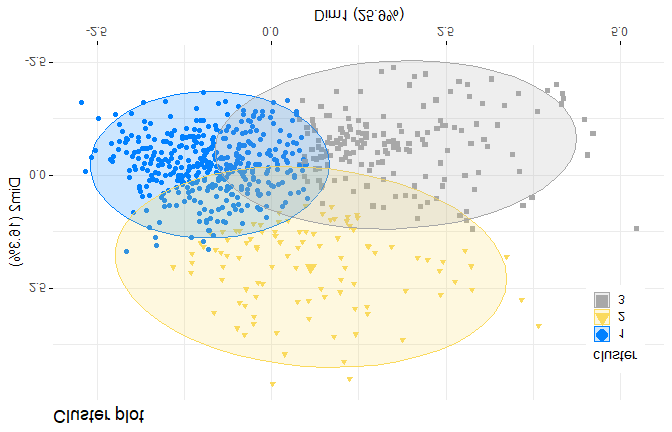 Cluster plot
cluster
1
2
3
2.5
0.0
-2.5
Dim2 (16.3%)
-2.5 0.0 2.5 5.0
Dim1 (25.9%)